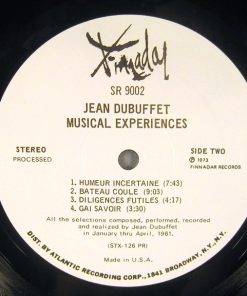 Finnadar
SR 9002
JEAN DUBUFFET
MUSICAL EXPERIENCES
STEREO
PROCESSED
SIDE TWO
℗ 1973
FINNADAR RECORDS
1. HUMEUR INCERTAINE (7:43)
2. BATEAU COULE (9:00)
3. DILIGENCES FUTILES (4:17)
4. GAI SAVOIR (3:30)
All the selections composed, performed, recorded
and realized by Jean Dubuffet
in January thru April, 1961.
(STX-126 PR)
Made in U.S.A.
DIST. BY ATLANTIC RECORDING CORP., 1841 BROADWAY, N.Y., N.Y.